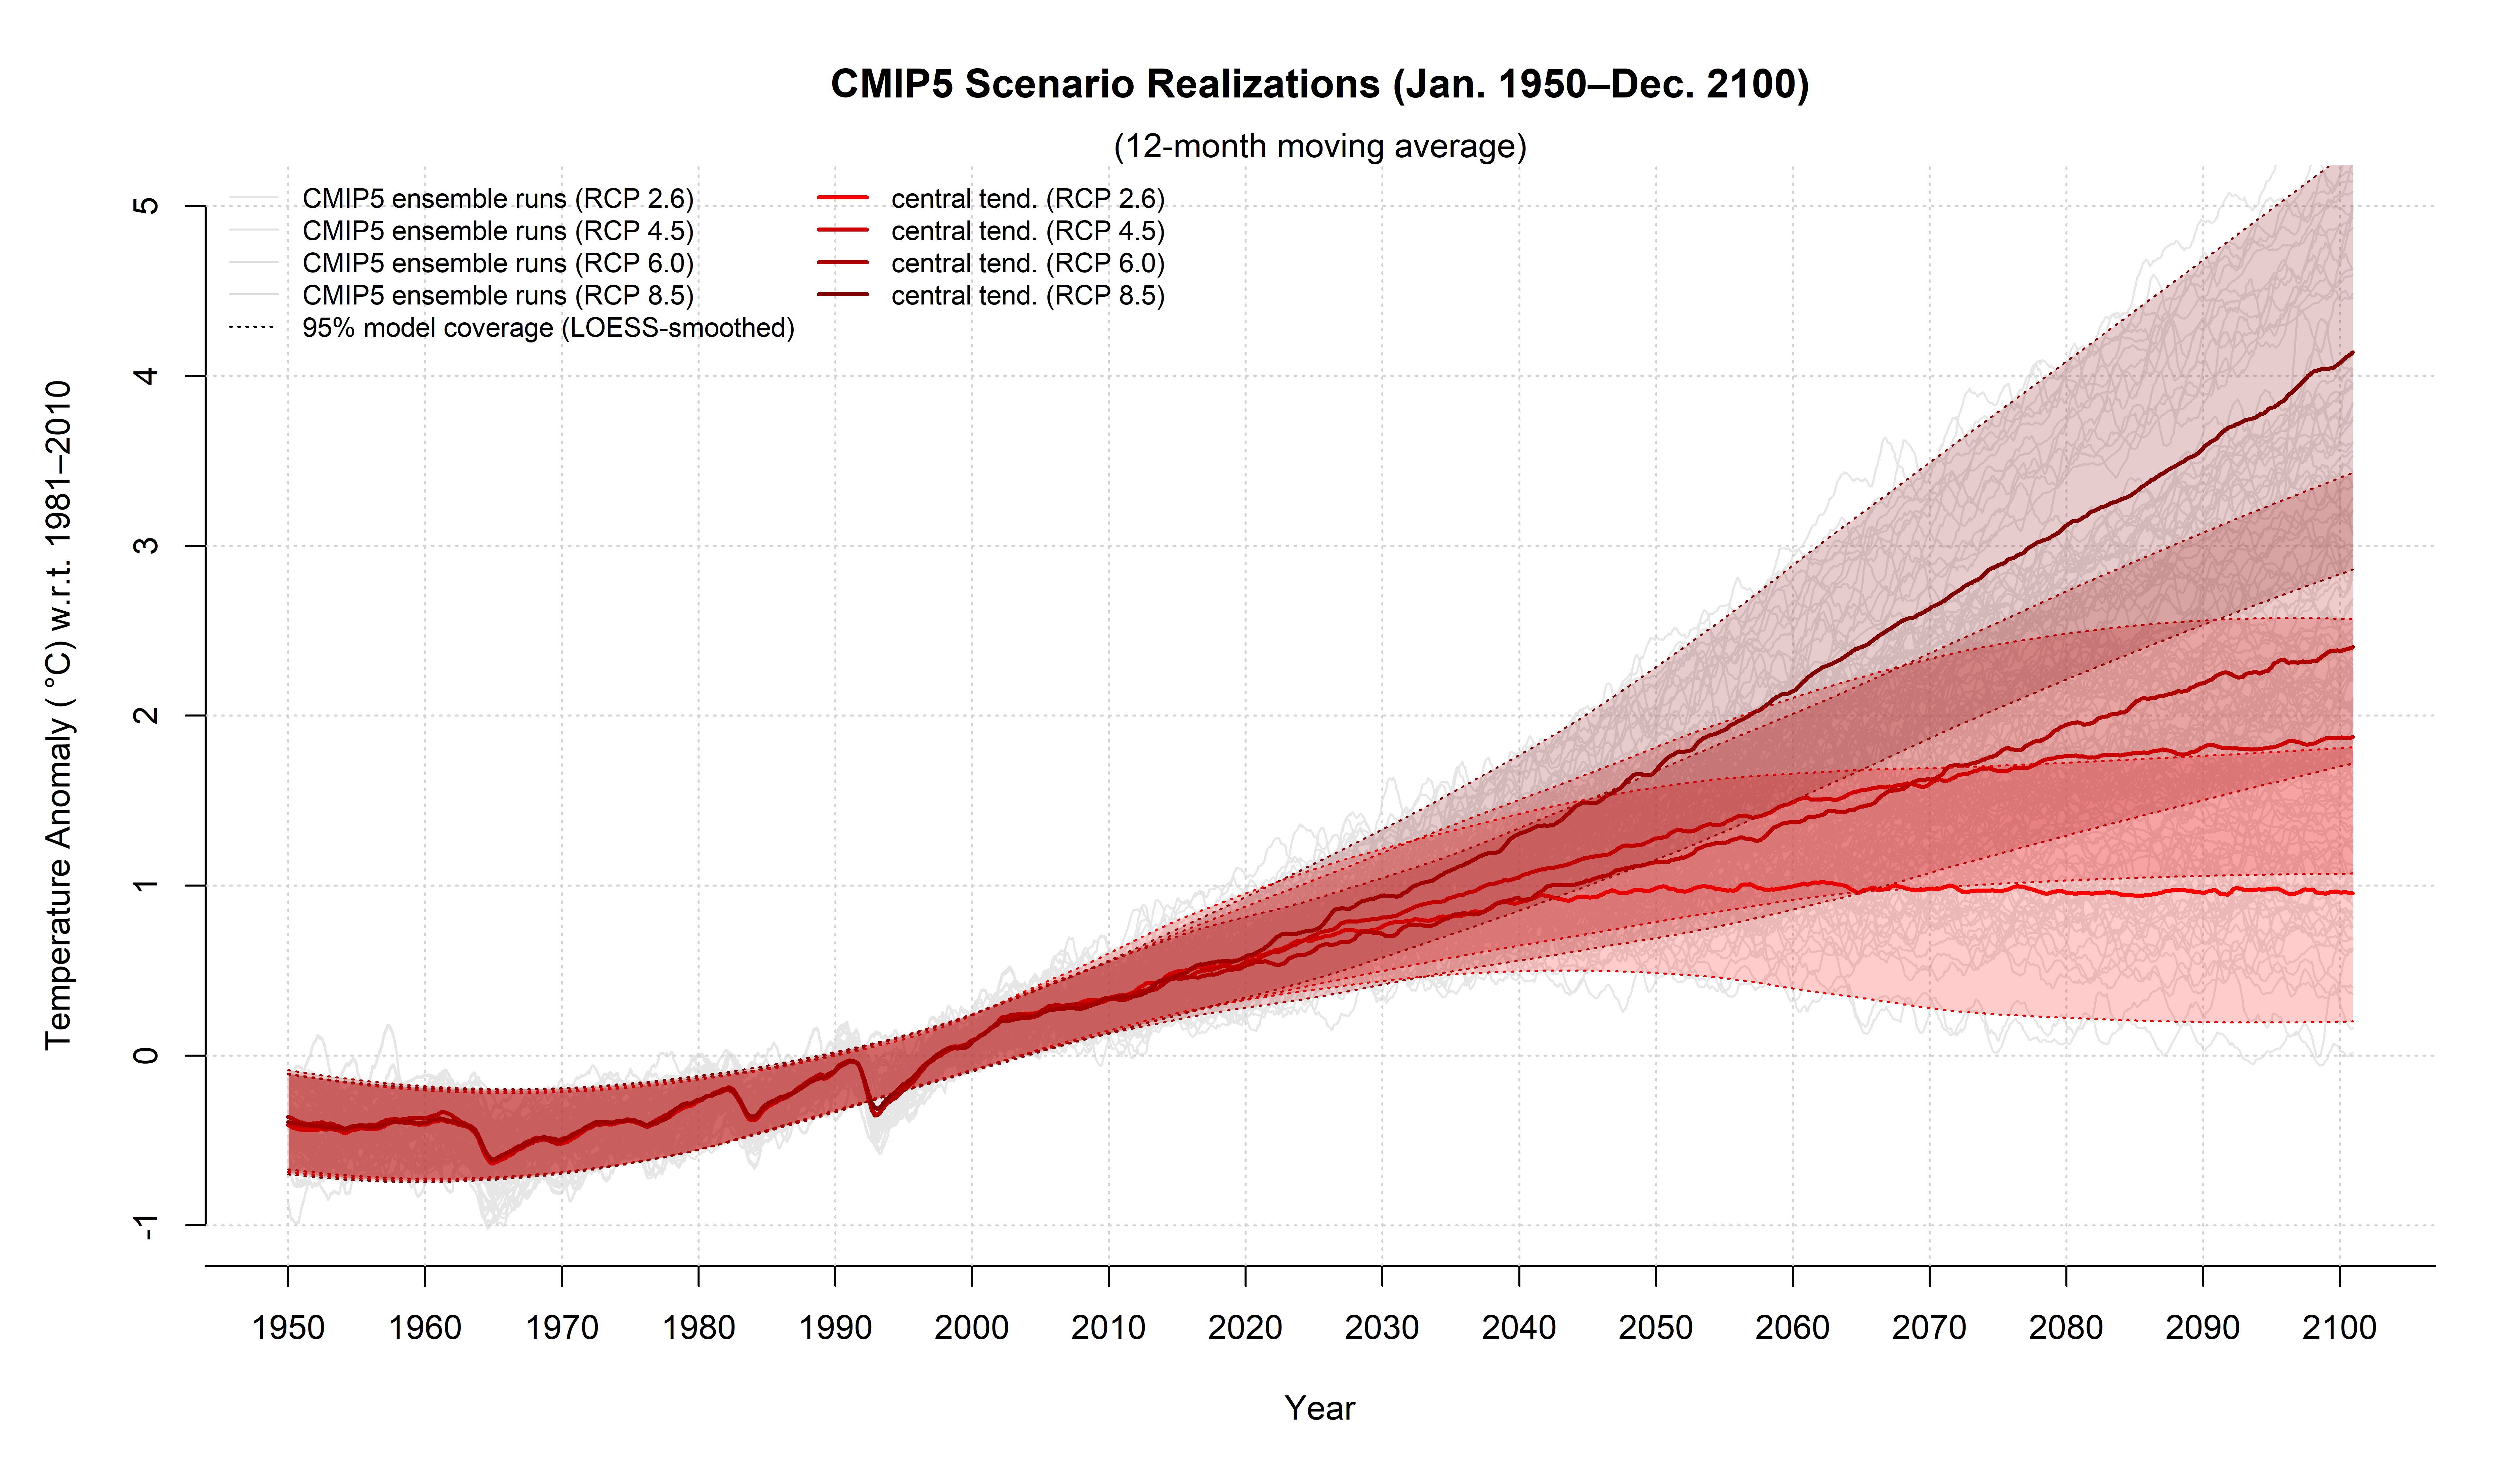 CMIP5 Scenario Realizations (Jan. 1950–Dec. 2100)
(12-month moving average)
CMIP5 ensemble runs (RCP 2.6)
CMIP5 ensemble runs (RCP 4.5)
CMIP5 ensemble runs (RCP 6.0)
CMIP5 ensemble runs (RCP 8.5)
95% model coverage (LOESS-smoothed)
central tend. (RCP 2.6)
central tend. (RCP 4.5)
central tend. (RCP 6.0)
central tend. (RCP 8.5)
Temperature Anomaly ( °C) w.r.t. 1981–2010
5
4
3
2
1
0
-1
1950 1960 1970 1980 1990 2000 2010 2020 2030 2040 2050 2060 2070 2080 2090 2100
Year